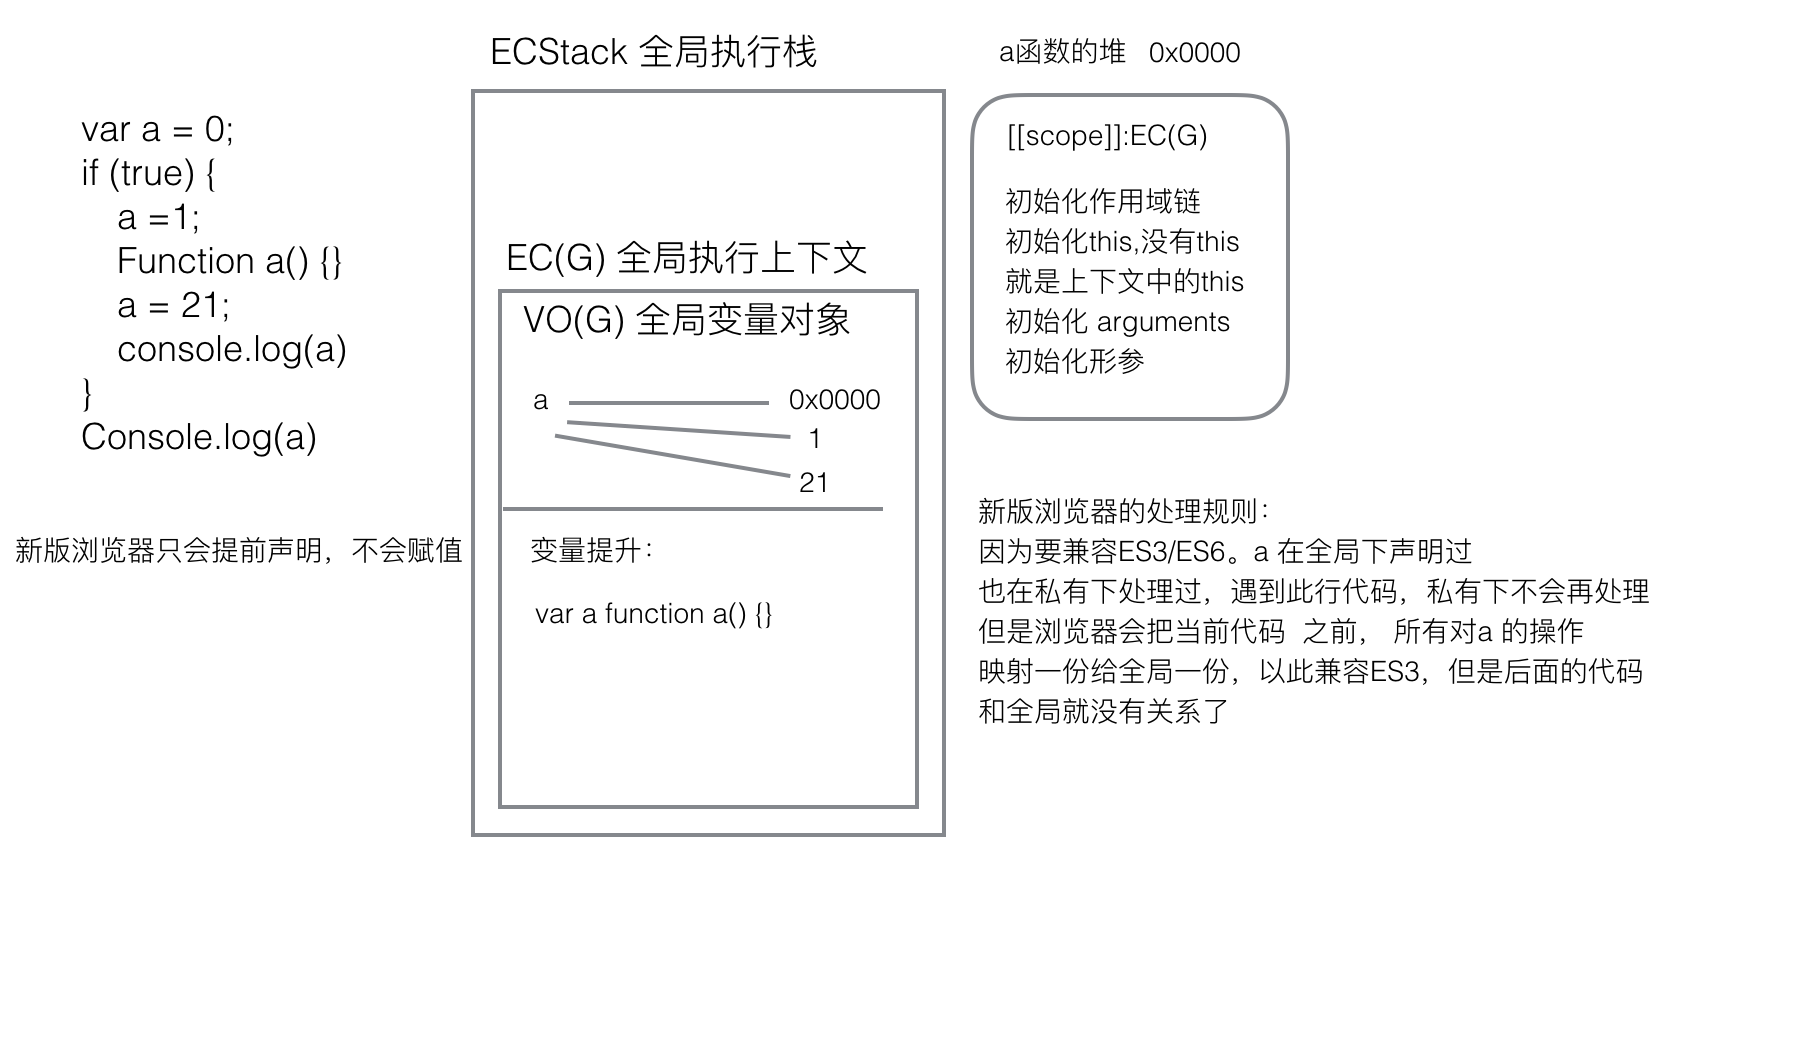 ECStack 全局执行栈
a函数的堆 0x0000
var a = 0;
if (true) {
a =1;
Function a() {}
a = 21;
console.log(a)
}
Console.log(a)
新版浏览器只会提前声明，不会赋值
EC(G) 全局执行上下文
VO(G) 全局变量对象
a
0x0000
1
21
变量提升：
var a function a() {}
[[scope]]:EC(G)
初始化作用域链
初始化this,没有this
就是上下文中的this
初始化 arguments
初始化形参
新版浏览器的处理规则：
因为要兼容ES3/ES6。a 在全局下声明过
也在私有下处理过，遇到此行代码，私有下不会再处理
但是浏览器会把当前代码 之前， 所有对a 的操作
映射一份给全局一份，以此兼容ES3，但是后面的代码
和全局就没有关系了